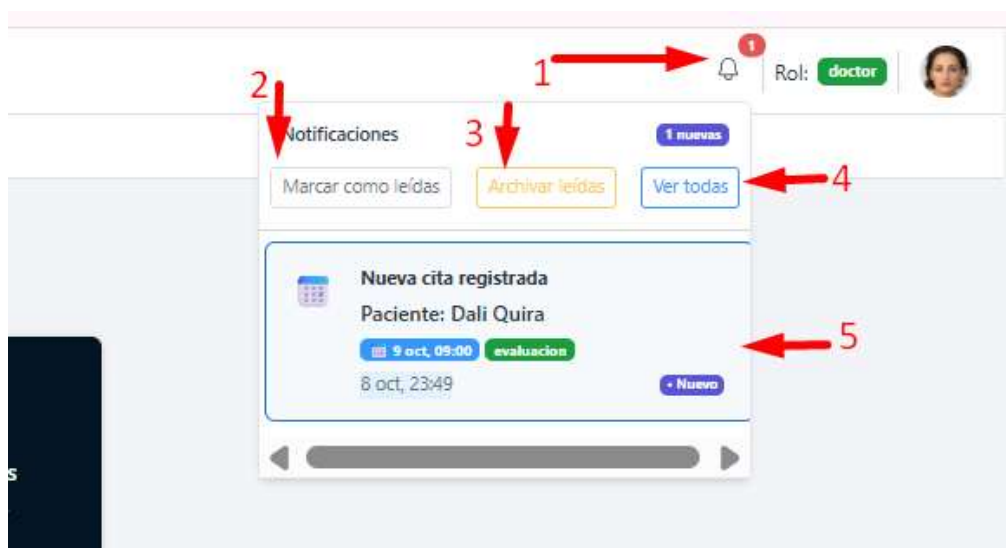 1
1 Rol: doctor
2
Notificaciones 3 1 nuevas
Marcar como leídas Archivar leídas Ver todas 4
Nueva cita registrada
Paciente: Dali Quira
5
9 oct, 09:00 evaluacion
8 oct, 23:49 • Nuevo
s